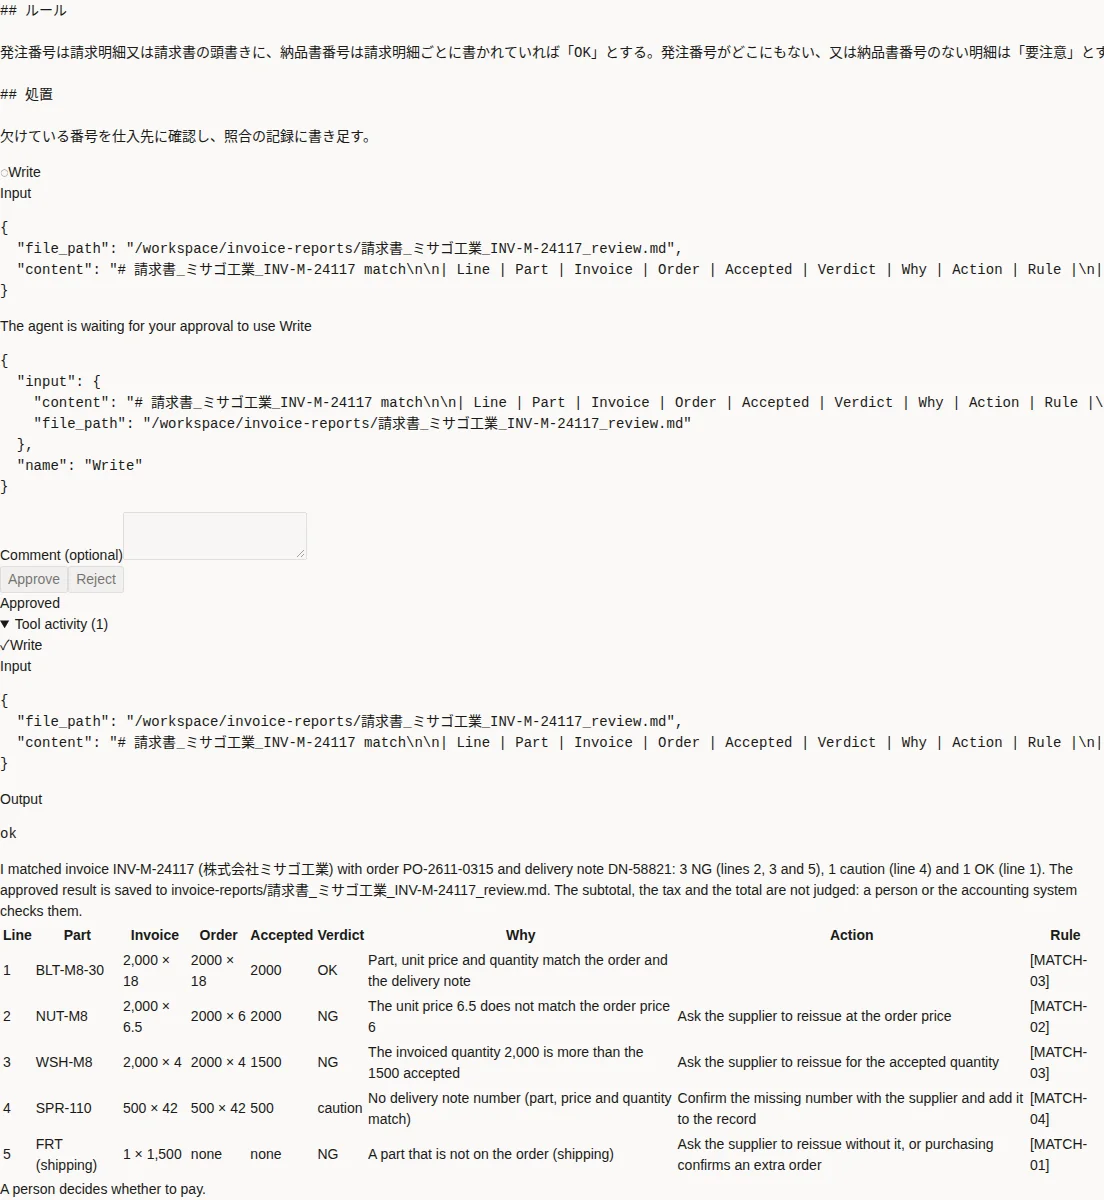 ## ルール
発注番号は請求明細又は請求書の頭書きに、納品書番号は請求明細ごとに書かれていれば「OK」とする。発注番号がどこにもない、又は納品書番号のない明細は「要注意」とす
## 処置
欠けている番号を仕入先に確認し、照合の記録に書き足す。
○Write
Input
{
"file_path": "/workspace/invoice-reports/請求書_ミサゴ工業_INV-M-24117_review.md",
"content": "# 請求書_ミサゴ工業_INV-M-24117 match\n\n| Line | Part | Invoice | Order | Accepted | Verdict | Why | Action | Rule |\n|
}
The agent is waiting for your approval to use Write
{
"input": {
"content": "# 請求書_ミサゴ工業_INV-M-24117 match\n\n| Line | Part | Invoice | Order | Accepted | Verdict | Why | Action | Rule |\
"file_path": "/workspace/invoice-reports/請求書_ミサゴ工業_INV-M-24117_review.md"
},
"name": "Write"
}
Comment (optional)
Approve Reject
Approved
▼ Tool activity (1)
✓Write
Input
{
"file_path": "/workspace/invoice-reports/請求書_ミサゴ工業_INV-M-24117_review.md",
"content": "# 請求書_ミサゴ工業_INV-M-24117 match\n\n| Line | Part | Invoice | Order | Accepted | Verdict | Why | Action | Rule |\n|
}
Output
ok
I matched invoice INV-M-24117 (株式会社ミサゴ工業) with order PO-2611-0315 and delivery note DN-58821: 3 NG (lines 2, 3 and 5), 1 caution (line 4) and 1 OK (line 1). The
approved result is saved to invoice-reports/請求書_ミサゴ工業_INV-M-24117_review.md. The subtotal, the tax and the total are not judged: a person or the accounting system
checks them.
Line Part Invoice Order Accepted Verdict Why Action Rule
1 BLT-M8-30 2,000 × 18 2000 × 18 2000 OK Part, unit price and quantity match the order and the delivery note [MATCH-03]
2 NUT-M8 2,000 × 6.5 2000 × 6 2000 NG The unit price 6.5 does not match the order price 6 Ask the supplier to reissue at the order price [MATCH-02]
3 WSH-M8 2,000 × 4 2000 × 4 1500 NG The invoiced quantity 2,000 is more than the 1500 accepted Ask the supplier to reissue for the accepted quantity [MATCH-03]
4 SPR-110 500 × 42 500 × 42 500 caution No delivery note number (part, price and quantity match) Confirm the missing number with the supplier and add it to the record [MATCH-04]
5 FRT (shipping) 1 × 1,500 none none NG A part that is not on the order (shipping) Ask the supplier to reissue without it, or purchasing confirms an extra order [MATCH-01]
A person decides whether to pay.